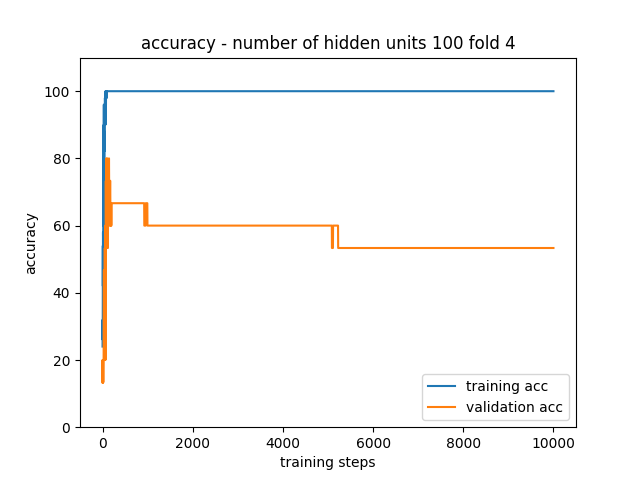 accuracy - number of hidden units 100 fold 4
accuracy
100
80
60
40
20
0
0 2000 4000 6000 8000 10000
training steps
training acc
validation acc